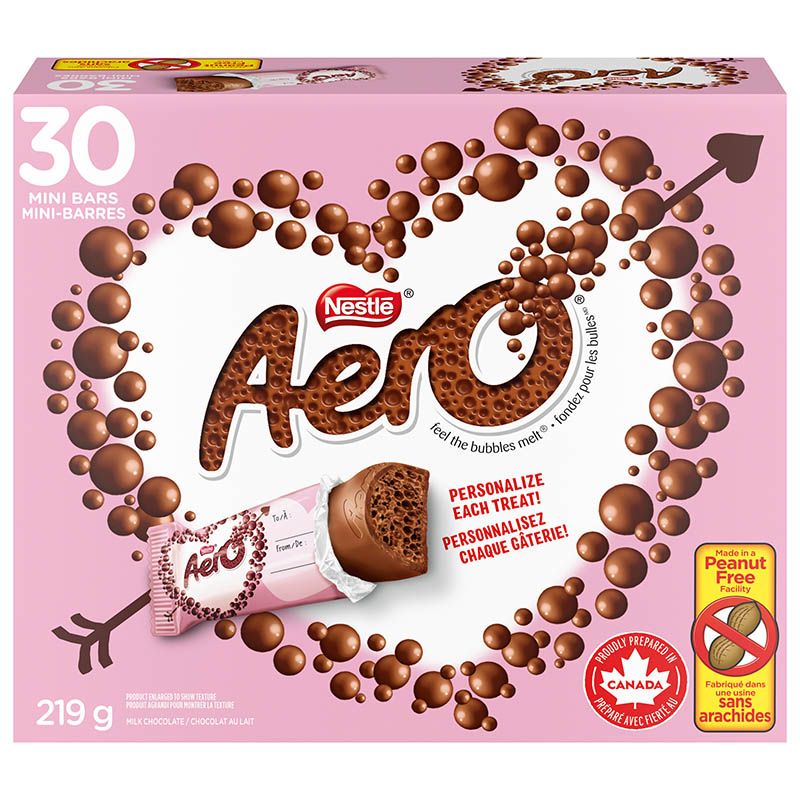 30
MINI BARS
MINI-BARRES
Nestlé®
Aero®
feel the bubbles melt® • fondez pour les bullesMD
PERSONALIZE
EACH TREAT!
PERSONNALISEZ
CHAQUE GÂTERIE!
To/À:
From/De:
Aero
Made in a
Peanut
Free
Facility
Fabriqué dans
une usine
sans
arachides
PROUDLY PREPARED IN
CANADA
PRÉPARÉ AVEC FIERTÉ AU
219 g
PRODUCT ENLARGED TO SHOW TEXTURE
PRODUIT AGRANDI POUR MONTRER LA TEXTURE
MILK CHOCOLATE / CHOCOLAT AU LAIT